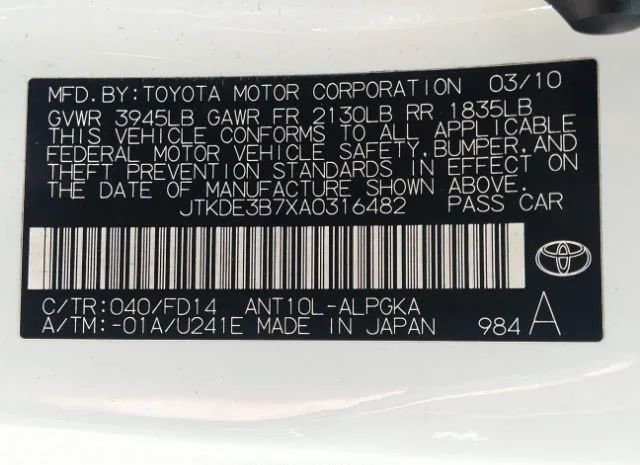 MFD.BY:TOYOTA MOTOR CORPORATION 03/10
GVWR 3945LB GAWR FR 2130LB RR 1835LB
THIS VEHICLE CONFORMS TO ALL APPLICABLE
FEDERAL MOTOR VEHICLE SAFETY,BUMPER,AND
THEFT PREVENTION STANDARDS IN EFFECT ON
THE DATE OF MANUFACTURE SHOWN ABOVE.
JTKDE3B7XA0316482 PASS CAR
C/TR:040/FD14 ANT10L-ALPGKA
A/TM:-01A/U241E MADE IN JAPAN 984 A